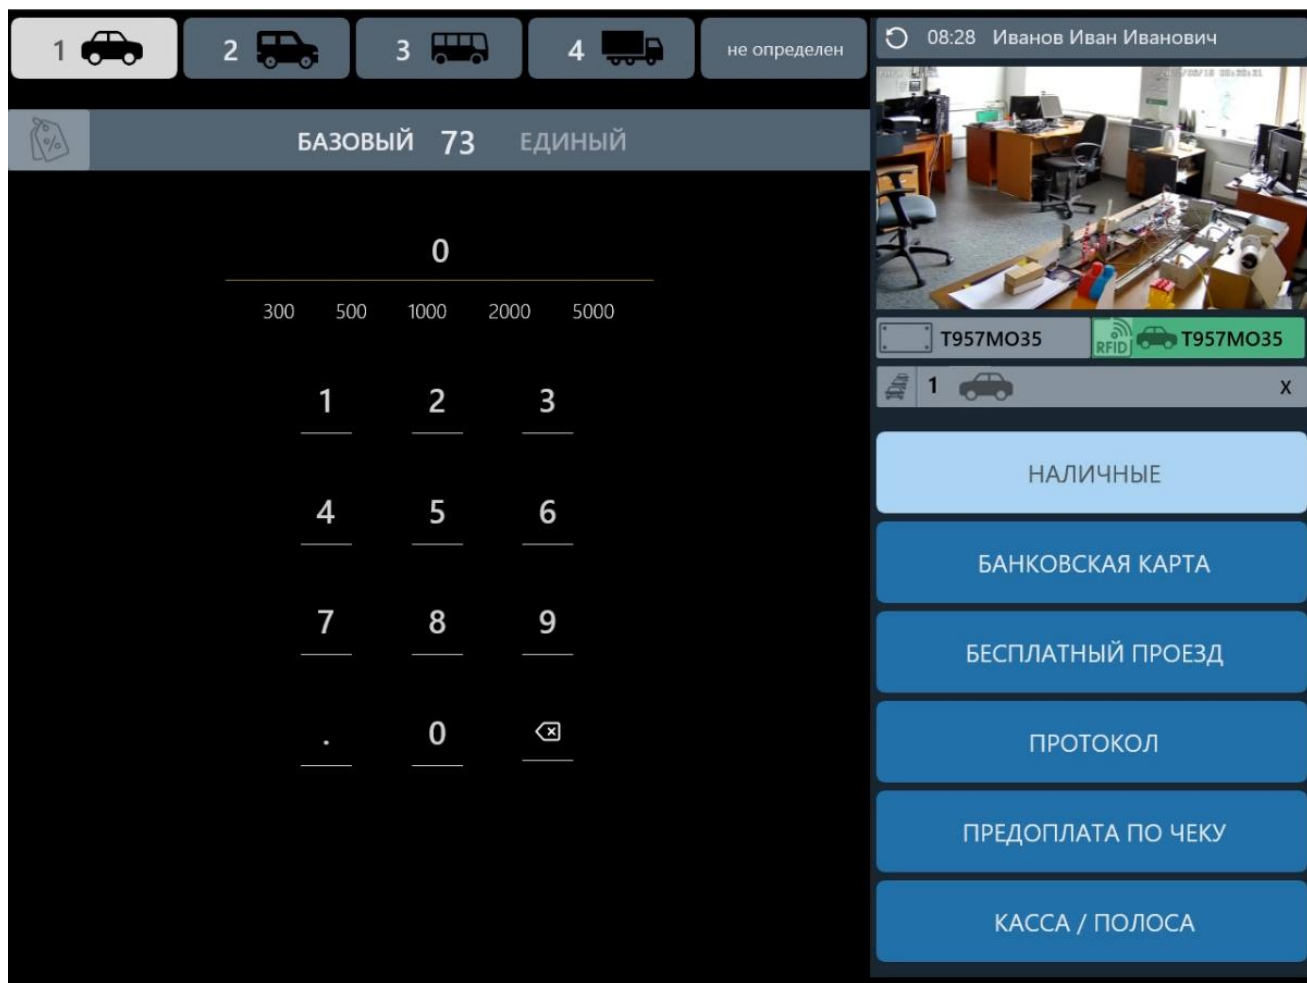 1
2
3
4
не определен
БАЗОВЫЙ 73 ЕДИНЫЙ
0
300 500 1000 2000 5000
1 2 3
4 5 6
7 8 9
. 0
08:28 Иванов Иван Иванович
T957MO35
RFID T957MO35
1 X
НАЛИЧНЫЕ
БАНКОВСКАЯ КАРТА
БЕСПЛАТНЫЙ ПРОЕЗД
ПРОТОКОЛ
ПРЕДОПЛАТА ПО ЧЕКУ
КАССА / ПОЛОСА